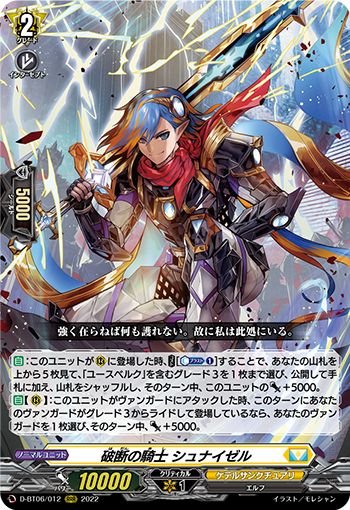 2
グレード
インターセプト
5000
シールド
強く在らねば何も護れない。故に私は此処にいる。
自：このユニットがRに登場した時、【コスト】[ソウルブラスト1]することで、あなたの山札を
上から５枚見て、「ユースベルク」を含むグレード３を１枚まで選び、公開して手
札に加え、山札をシャッフルし、そのターン中、このユニットのパワー+5000。
自【R】：このユニットがヴァンガードにアタックした時、このターンにあなた
のヴァンガードがグレード３からライドして登場しているなら、あなたのヴァンガー
ドを１枚選び、そのターン中、パワー+5000。
ノーマルユニット
破断の騎士 シュナイゼル
パワー
10000
クリティカル
1
ケテルサンクチュアリ
エルフ
D-BT06/012 RRR 2022
イラスト／モレシャン